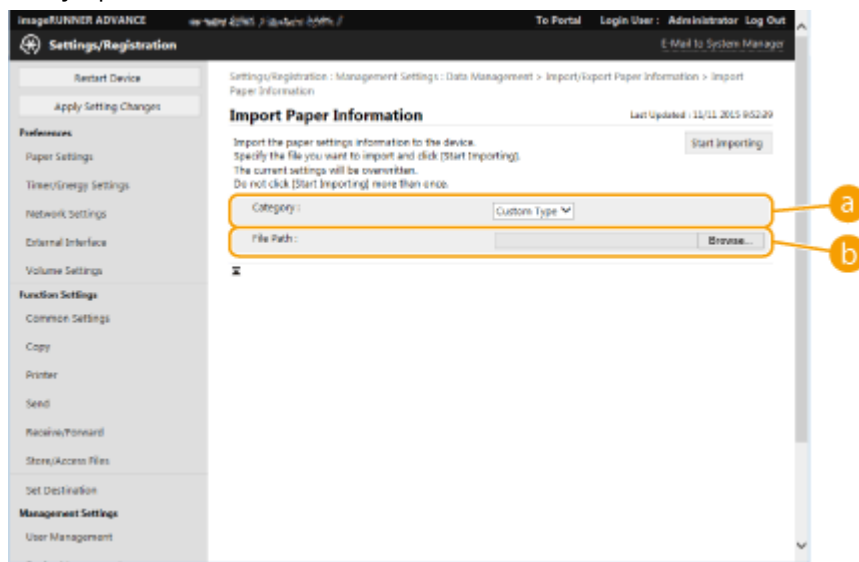 imageRUNNER ADVANCE
To Portal Login User : Administrator Log Out
Settings/Registration
E-Mail to System Manager
Restart Device
Apply Setting Changes
Preferences
Paper Settings
Timer/Energy Settings
Network Settings
External Interface
Volume Settings
Function Settings
Common Settings
Copy
Printer
Send
Receive/Forward
Store/Access Files
Set Destination
Management Settings
User Management
Settings/Registration : Management Settings : Data Management > Import/Export Paper Information > Import
Paper Information
Import Paper Information
Last Updated : 11/11 2015 9:52:39
Import the paper settings information to the device.
Specify the file you want to import and click [Start Importing].
The current settings will be overwritten.
Do not click [Start Importing] more than once.
Start Importing
Category :
Custom Type
a
File Path :
Browse...
b